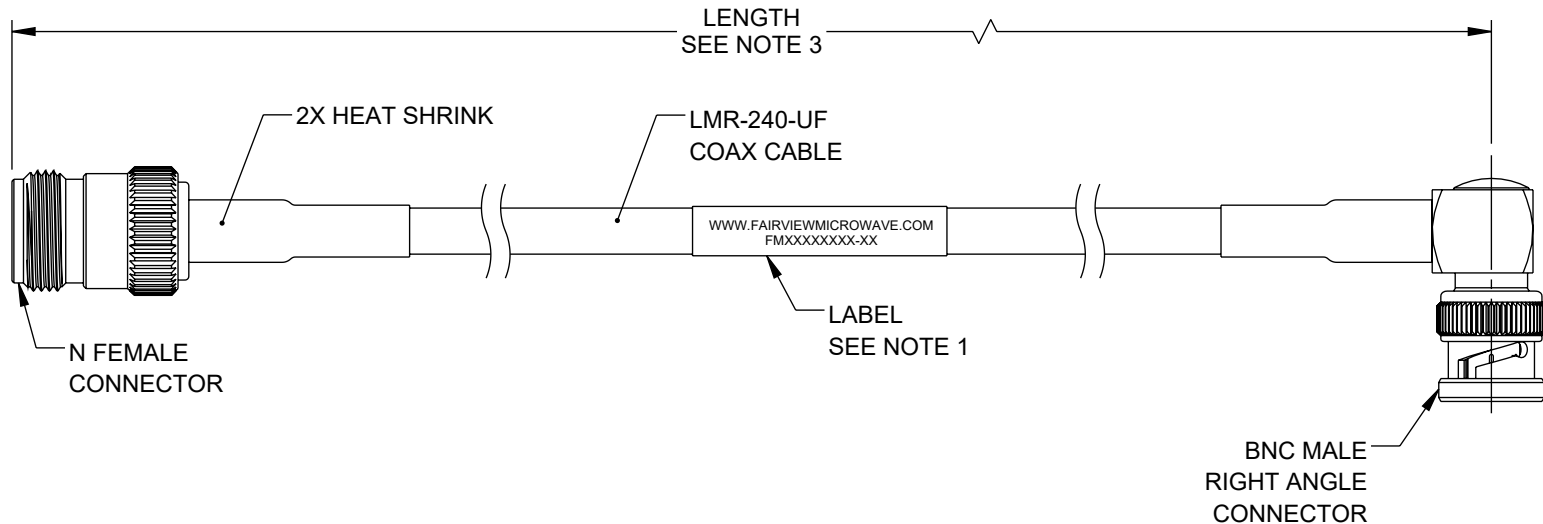 LENGTH
SEE NOTE 3
2X HEAT SHRINK
LMR-240-UF
COAX CABLE
WWW.FAIRVIEWMICROWAVE.COM
FMXXXXXXXX-XX
LABEL
SEE NOTE 1
N FEMALE
CONNECTOR
BNC MALE
RIGHT ANGLE
CONNECTOR